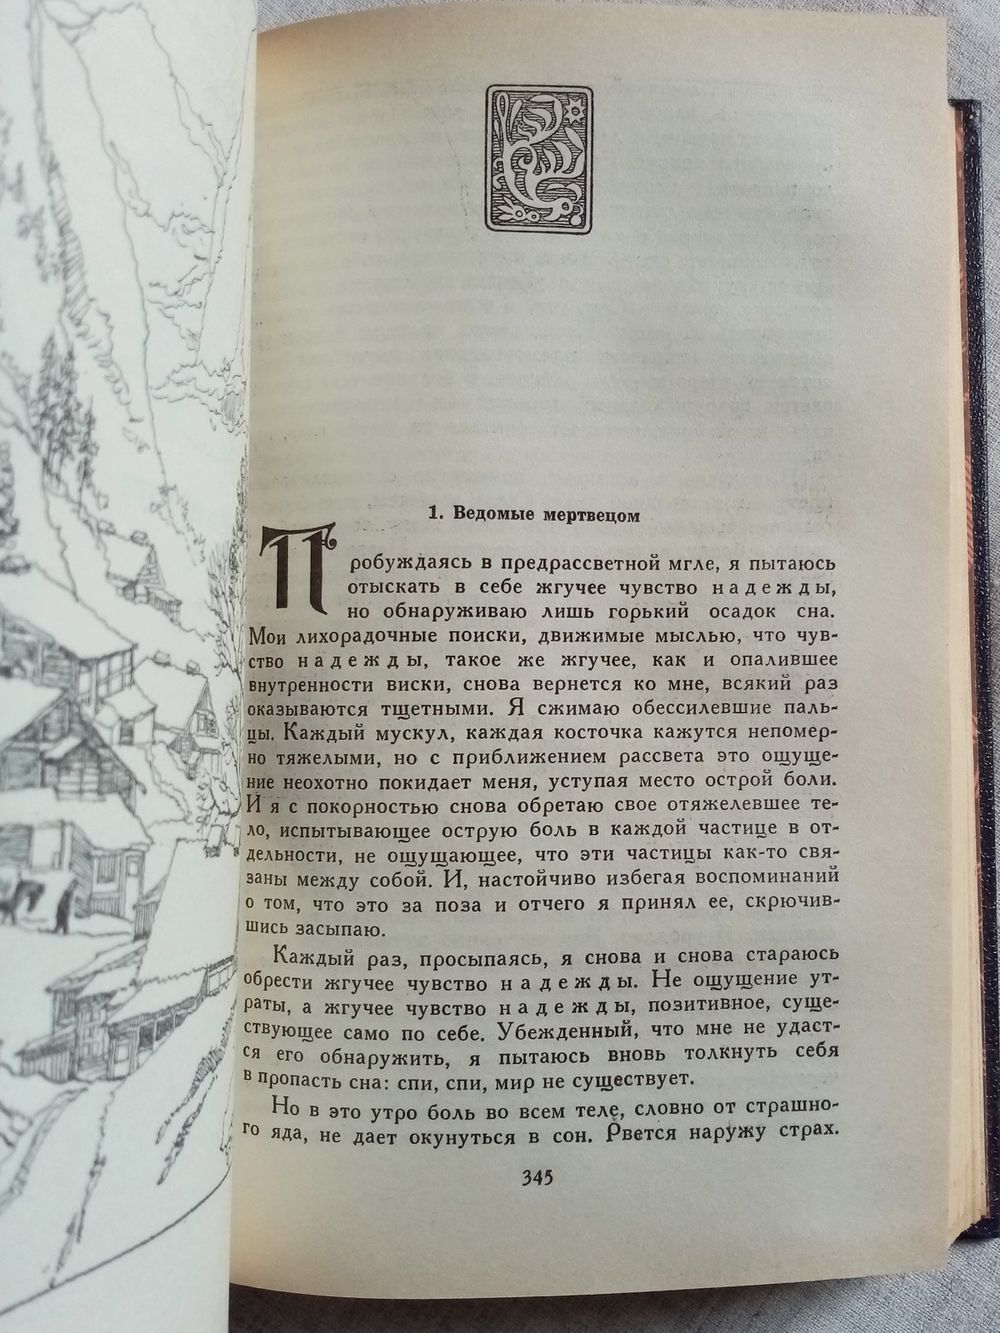 1. Ведомые мертвецом
Пробуждаясь в предрассветной мгле, я пытаюсь
отыскать в себе жгучее чувство н а д е ж д ы,
но обнаруживаю лишь горький осадок сна.
Мои лихорадочные поиски, движимые мыслью, что чув-
ство н а д е ж д ы, такое же жгучее, как и опалившее
внутренности виски, снова вернется ко мне, всякий раз
оказываются тщетными. Я сжимаю обессилевшие паль-
цы. Каждый мускул, каждая косточка кажутся непомер-
но тяжелыми, но с приближением рассвета это ощуще-
ние неохотно покидает меня, уступая место острой боли.
И я с покорностью снова обретаю свое отяжелевшее те-
ло, испытывающее острую боль в каждой частице в от-
дельности, не ощущающее, что эти частицы как-то свя-
заны между собой. И, настойчиво избегая воспоминаний
о том, что это за поза и отчего я принял ее, скрючив-
шись засыпаю.
Каждый раз, просыпаясь, я снова и снова стараюсь
обрести жгучее чувство н а д е ж д ы. Не ощущение ут-
раты, а жгучее чувство н а д е ж д ы, позитивное, суще-
ствующее само по себе. Убежденный, что мне не удаст-
ся его обнаружить, я пытаюсь вновь толкнуть себя
в пропасть сна: спи, спи, мир не существует.
Но в это утро боль во всем теле, словно от страшно-
го яда, не дает окунуться в сон. Рвется наружу страх.
345